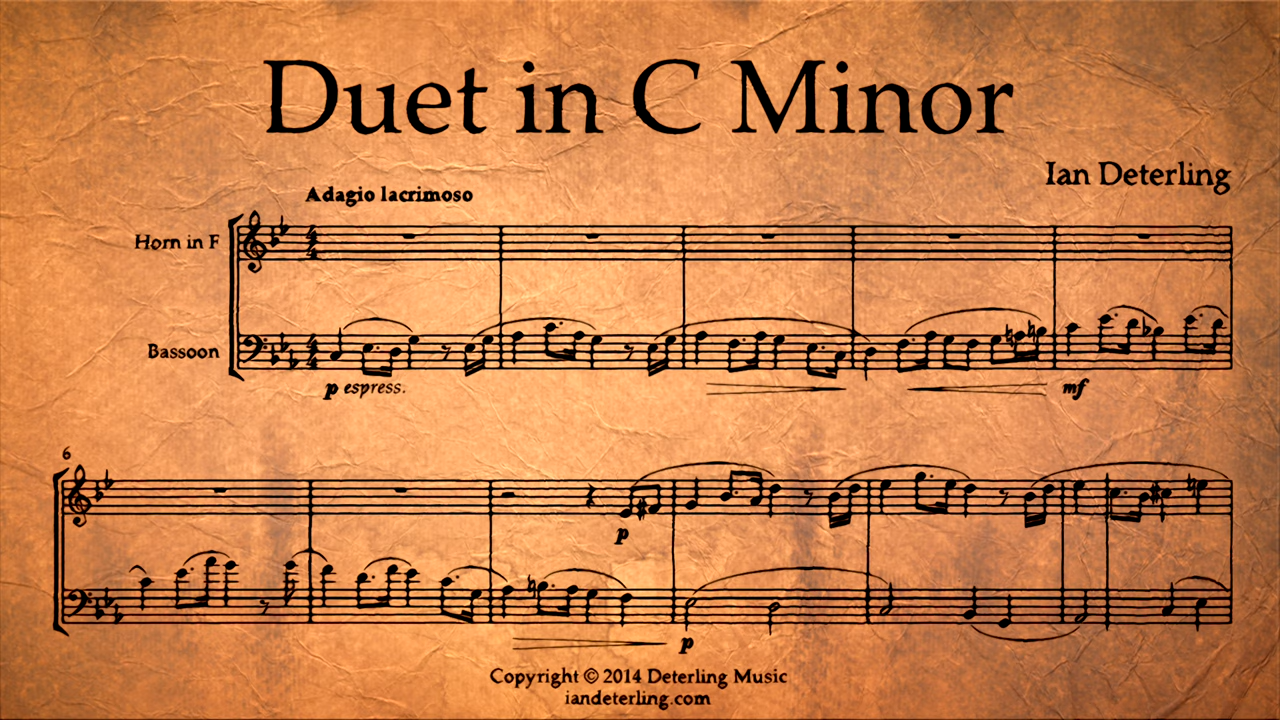 Duet in C Minor
Ian Deterling
Adagio lacrimoso
Horn in F
Bassoon
p espress.
mf
6
p
p
Copyright © 2014 Deterling Music
iandeterling.com